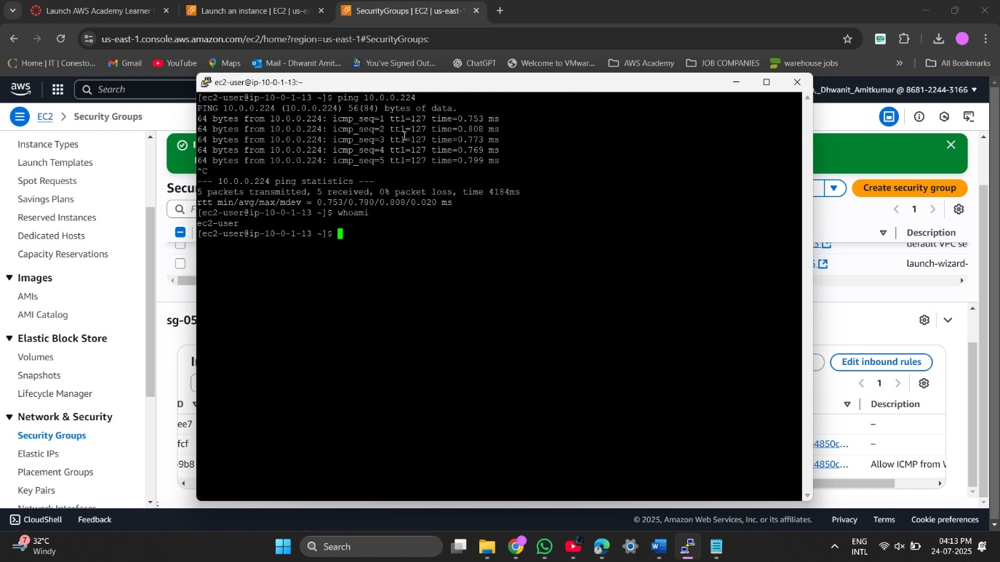 Launch AWS Academy Learner
Launch an instance | EC2 | us-e
SecurityGroups | EC2 | us-east-1
us-east-1.console.aws.amazon.com/ec2/home?region=us-east-1#SecurityGroups:
Home | IT | Conesto...
Gmail
YouTube
Maps
Mail - Dhwanit Amit...
You've Signed Out...
ChatGPT
Welcome to VMwar...
AWS Academy
JOB COMPANIES
warehouse jobs
»
All Bookmarks
aws
Search
_Dhwanit_Amitkumar @ 8681-2244-3166
EC2 > Security Groups
ec2-user@ip-10-0-1-13:~
[ec2-user@ip-10-0-1-13 ~]$ ping 10.0.0.224
PING 10.0.0.224 (10.0.0.224) 56(84) bytes of data.
64 bytes from 10.0.0.224: icmp_seq=1 ttl=127 time=0.753 ms
64 bytes from 10.0.0.224: icmp_seq=2 ttl=127 time=0.808 ms
64 bytes from 10.0.0.224: icmp_seq=3 ttl=127 time=0.773 ms
64 bytes from 10.0.0.224: icmp_seq=4 ttl=127 time=0.769 ms
64 bytes from 10.0.0.224: icmp_seq=5 ttl=127 time=0.799 ms
^C
--- 10.0.0.224 ping statistics ---
5 packets transmitted, 5 received, 0% packet loss, time 4184ms
rtt min/avg/max/mdev = 0.753/0.780/0.808/0.020 ms
[ec2-user@ip-10-0-1-13 ~]$ whoami
ec2-user
[ec2-user@ip-10-0-1-13 ~]$
Instance Types
Launch Templates
Spot Requests
Savings Plans
Reserved Instances
Dedicated Hosts
Capacity Reservations
Images
AMIs
AMI Catalog
Elastic Block Store
Volumes
Snapshots
Lifecycle Manager
Network & Security
Security Groups
Elastic IPs
Placement Groups
Key Pairs
Network Interfaces
Secu
Create security group
1
Description
default VPC se
launch-wizard-
sg-05
Edit inbound rules
1
D
Description
ee7
–
fcf
4850c...
–
9b8
4850c...
Allow ICMP from
CloudShell
Feedback
© 2025, Amazon Web Services, Inc. or its affiliates.
Privacy
Terms
Cookie preferences
7
32°C
Windy
Search
ENG
INTL
04:13 PM
24-07-2025